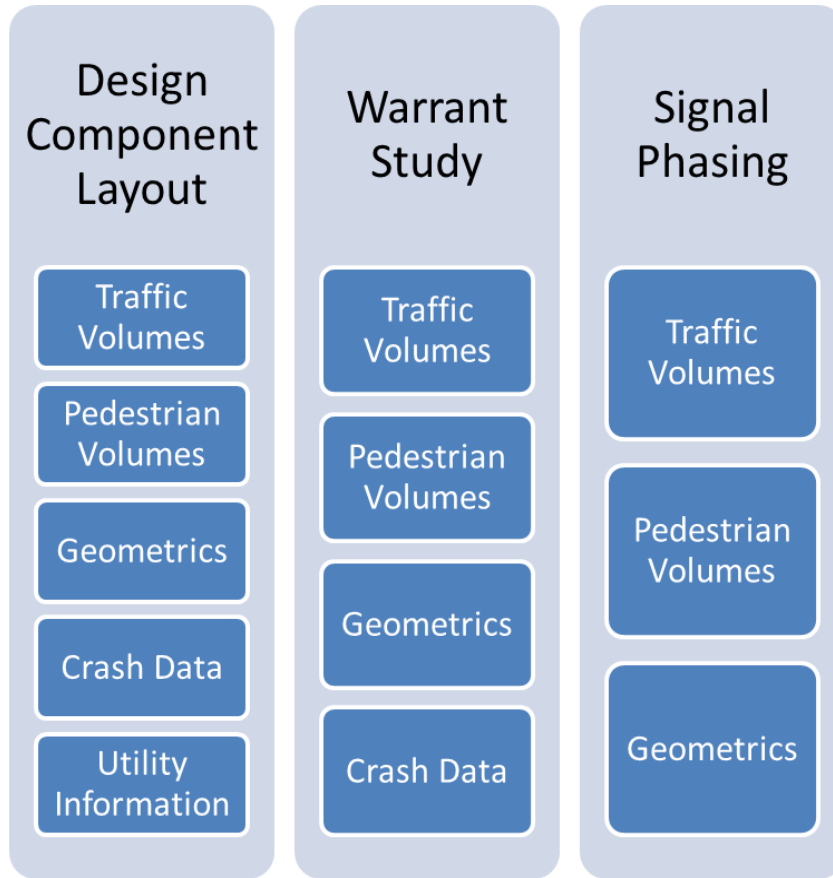 Design
Component
Layout
Traffic
Volumes
Pedestrian
Volumes
Geometrics
Crash Data
Utility
Information
Warrant
Study
Traffic
Volumes
Pedestrian
Volumes
Geometrics
Crash Data
Signal
Phasing
Traffic
Volumes
Pedestrian
Volumes
Geometrics